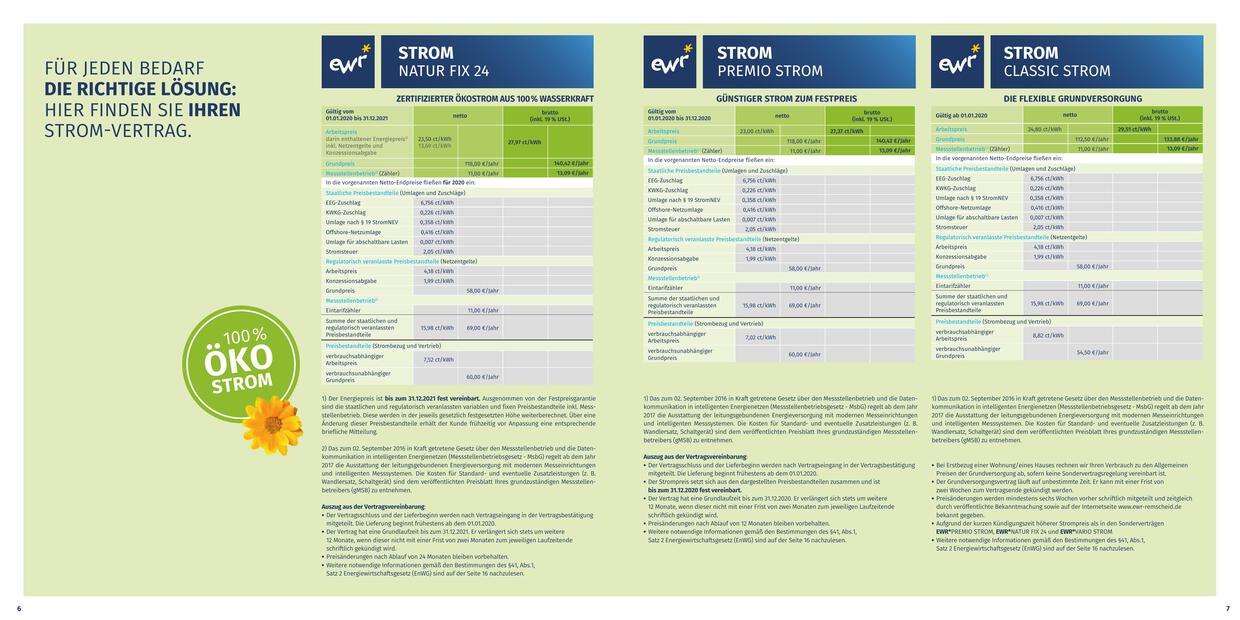 FÜR JEDEN BEDARF
DIE RICHTIGE LÖSUNG:
HIER FINDEN SIE IHREN
STROM-VERTRAG.
100 %
ÖKO
STROM
ewr*
STROM
NATUR FIX 24
ZERTIFIZIERTER ÖKOSTROM AUS 100 % WASSERKRAFT
Gültig vom
01.01.2020 bis 31.12.2021
netto
brutto
(inkl. 19 % USt.)
Arbeitspreis
darin enthaltener Energiepreis¹⁾
inkl. Netzentgelte und
Konzessionsabgabe
23,50 ct/kWh
13,69 ct/kWh
27,97 ct/kWh
Grundpreis 118,00 €/Jahr 140,42 €/Jahr
Messstellenbetrieb²⁾ (Zähler) 11,00 €/Jahr 13,09 €/Jahr
In die vorgenannten Netto-Endpreise fließen für 2020 ein:
Staatliche Preisbestandteile (Umlagen und Zuschläge)
EEG-Zuschlag 6,756 ct/kWh
KWKG-Zuschlag 0,226 ct/kWh
Umlage nach § 19 StromNEV 0,358 ct/kWh
Offshore-Netzumlage 0,416 ct/kWh
Umlage für abschaltbare Lasten 0,007 ct/kWh
Stromsteuer 2,05 ct/kWh
Regulatorisch veranlasste Preisbestandteile (Netzentgelte)
Arbeitspreis 4,18 ct/kWh
Konzessionsabgabe 1,99 ct/kWh
Grundpreis 58,00 €/Jahr
Messstellenbetrieb²⁾
Eintarifzähler 11,00 €/Jahr
Summe der staatlichen und
regulatorisch veranlassten
Preisbestandteile
15,98 ct/kWh 69,00 €/Jahr
Preisbestandteile (Strombezug und Vertrieb)
verbrauchsabhängiger
Arbeitspreis
7,52 ct/kWh
verbrauchsunabhängiger
Grundpreis
60,00 €/Jahr
1) Der Energiepreis ist bis zum 31.12.2021 fest vereinbart. Ausgenommen von der Festpreisgarantie
sind die staatlichen und regulatorisch veranlassten variablen und fixen Preisbestandteile inkl. Mess-
stellenbetrieb. Diese werden in der jeweils gesetzlich festgesetzten Höhe weiterberechnet. Über eine
Änderung dieser Preisbestandteile erhält der Kunde frühzeitig vor Anpassung eine entsprechende
briefliche Mitteilung.
2) Das zum 02. September 2016 in Kraft getretene Gesetz über den Messstellenbetrieb und die Daten-
kommunikation in intelligenten Energienetzen (Messstellenbetriebsgesetz - MsbG) regelt ab dem Jahr
2017 die Ausstattung der leitungsgebundenen Energieversorgung mit modernen Messeinrichtungen
und intelligenten Messsystemen. Die Kosten für Standard- und eventuelle Zusatzleistungen (z. B.
Wandlersatz, Schaltgerät) sind dem veröffentlichten Preisblatt Ihres grundzuständigen Messstellen-
betreibers (gMSB) zu entnehmen.
Auszug aus der Vertragsvereinbarung:
• Der Vertragsschluss und der Lieferbeginn werden nach Vertragseingang in der Vertragsbestätigung
mitgeteilt. Die Lieferung beginnt frühestens ab dem 01.01.2020.
• Der Vertrag hat eine Grundlaufzeit bis zum 31.12.2021. Er verlängert sich stets um weitere
12 Monate, wenn dieser nicht mit einer Frist von zwei Monaten zum jeweiligen Laufzeitende
schriftlich gekündigt wird.
• Preisänderungen nach Ablauf von 24 Monaten bleiben vorbehalten.
• Weitere notwendige Informationen gemäß den Bestimmungen des §41, Abs.1,
Satz 2 Energiewirtschaftsgesetz (EnWG) sind auf der Seite 16 nachzulesen.
6
ewr*
STROM
PREMIO STROM
GÜNSTIGER STROM ZUM FESTPREIS
Gültig vom
01.01.2020 bis 31.12.2020
netto
brutto
(inkl. 19 % USt.)
Arbeitspreis 23,00 ct/kWh 27,37 ct/kWh
Grundpreis 118,00 €/Jahr 140,42 €/Jahr
Messstellenbetrieb¹⁾ (Zähler) 11,00 €/Jahr 13,09 €/Jahr
In die vorgenannten Netto-Endpreise fließen ein:
Staatliche Preisbestandteile (Umlagen und Zuschläge)
EEG-Zuschlag 6,756 ct/kWh
KWKG-Zuschlag 0,226 ct/kWh
Umlage nach § 19 StromNEV 0,358 ct/kWh
Offshore-Netzumlage 0,416 ct/kWh
Umlage für abschaltbare Lasten 0,007 ct/kWh
Stromsteuer 2,05 ct/kWh
Regulatorisch veranlasste Preisbestandteile (Netzentgelte)
Arbeitspreis 4,18 ct/kWh
Konzessionsabgabe 1,99 ct/kWh
Grundpreis 58,00 €/Jahr
Messstellenbetrieb¹⁾
Eintarifzähler 11,00 €/Jahr
Summe der staatlichen und
regulatorisch veranlassten
Preisbestandteile
15,98 ct/kWh 69,00 €/Jahr
Preisbestandteile (Strombezug und Vertrieb)
verbrauchsabhängiger
Arbeitspreis
7,02 ct/kWh
verbrauchsunabhängiger
Grundpreis
60,00 €/Jahr
1) Das zum 02. September 2016 in Kraft getretene Gesetz über den Messstellenbetrieb und die Daten-
kommunikation in intelligenten Energienetzen (Messstellenbetriebsgesetz - MsbG) regelt ab dem Jahr
2017 die Ausstattung der leitungsgebundenen Energieversorgung mit modernen Messeinrichtungen
und intelligenten Messsystemen. Die Kosten für Standard- und eventuelle Zusatzleistungen (z. B.
Wandlersatz, Schaltgerät) sind dem veröffentlichten Preisblatt Ihres grundzuständigen Messstellen-
betreibers (gMSB) zu entnehmen.
Auszug aus der Vertragsvereinbarung:
• Der Vertragsschluss und der Lieferbeginn werden nach Vertragseingang in der Vertragsbestätigung
mitgeteilt. Die Lieferung beginnt frühestens ab dem 01.01.2020.
• Der Strompreis setzt sich aus den dargestellten Preisbestandteilen zusammen und ist
bis zum 31.12.2020 fest vereinbart.
• Der Vertrag hat eine Grundlaufzeit bis zum 31.12.2020. Er verlängert sich stets um weitere
12 Monate, wenn dieser nicht mit einer Frist von zwei Monaten zum jeweiligen Laufzeitende
schriftlich gekündigt wird.
• Preisänderungen nach Ablauf von 12 Monaten bleiben vorbehalten.
• Weitere notwendige Informationen gemäß den Bestimmungen des §41, Abs.1,
Satz 2 Energiewirtschaftsgesetz (EnWG) sind auf der Seite 16 nachzulesen.
ewr*
STROM
CLASSIC STROM
DIE FLEXIBLE GRUNDVERSORGUNG
Gültig ab 01.01.2020
netto
brutto
(inkl. 19 % USt.)
Arbeitspreis 24,80 ct/kWh 29,51 ct/kWh
Grundpreis 112,50 €/Jahr 133,88 €/Jahr
Messstellenbetrieb¹⁾ (Zähler) 11,00 €/Jahr 13,09 €/Jahr
In die vorgenannten Netto-Endpreise fließen ein:
Staatliche Preisbestandteile (Umlagen und Zuschläge)
EEG-Zuschlag 6,756 ct/kWh
KWKG-Zuschlag 0,226 ct/kWh
Umlage nach § 19 StromNEV 0,358 ct/kWh
Offshore-Netzumlage 0,416 ct/kWh
Umlage für abschaltbare Lasten 0,007 ct/kWh
Stromsteuer 2,05 ct/kWh
Regulatorisch veranlasste Preisbestandteile (Netzentgelte)
Arbeitspreis 4,18 ct/kWh
Konzessionsabgabe 1,99 ct/kWh
Grundpreis 58,00 €/Jahr
Messstellenbetrieb¹⁾
Eintarifzähler 11,00 €/Jahr
Summe der staatlichen und
regulatorisch veranlassten
Preisbestandteile
15,98 ct/kWh 69,00 €/Jahr
Preisbestandteile (Strombezug und Vertrieb)
verbrauchsabhängiger
Arbeitspreis
8,82 ct/kWh
verbrauchsunabhängiger
Grundpreis
54,50 €/Jahr
1) Das zum 02. September 2016 in Kraft getretene Gesetz über den Messstellenbetrieb und die Daten-
kommunikation in intelligenten Energienetzen (Messstellenbetriebsgesetz - MsbG) regelt ab dem Jahr
2017 die Ausstattung der leitungsgebundenen Energieversorgung mit modernen Messeinrichtungen
und intelligenten Messsystemen. Die Kosten für Standard- und eventuelle Zusatzleistungen (z. B.
Wandlersatz, Schaltgerät) sind dem veröffentlichten Preisblatt Ihres grundzuständigen Messstellen-
betreibers (gMSB) zu entnehmen.
• Bei Erstbezug einer Wohnung/eines Hauses rechnen wir Ihren Verbrauch zu den Allgemeinen
Preisen der Grundversorgung ab, sofern keine Sondervertragsregelung vereinbart ist.
• Der Grundversorgungsvertrag läuft auf unbestimmte Zeit. Er kann mit einer Frist von
zwei Wochen zum Vertragsende gekündigt werden.
• Preisänderungen werden mindestens sechs Wochen vorher schriftlich mitgeteilt und zeitgleich
durch veröffentlichte Bekanntmachung sowie auf der Internetseite www.ewr-remscheid.de
bekannt gegeben.
• Aufgrund der kurzen Kündigungszeit höherer Strompreis als in den Sonderverträgen
EWR*PREMIO STROM, EWR*NATUR FIX 24 und EWR*VARIO STROM
• Weitere notwendige Informationen gemäß den Bestimmungen des §41, Abs.1,
Satz 2 Energiewirtschaftsgesetz (EnWG) sind auf der Seite 16 nachzulesen.
7